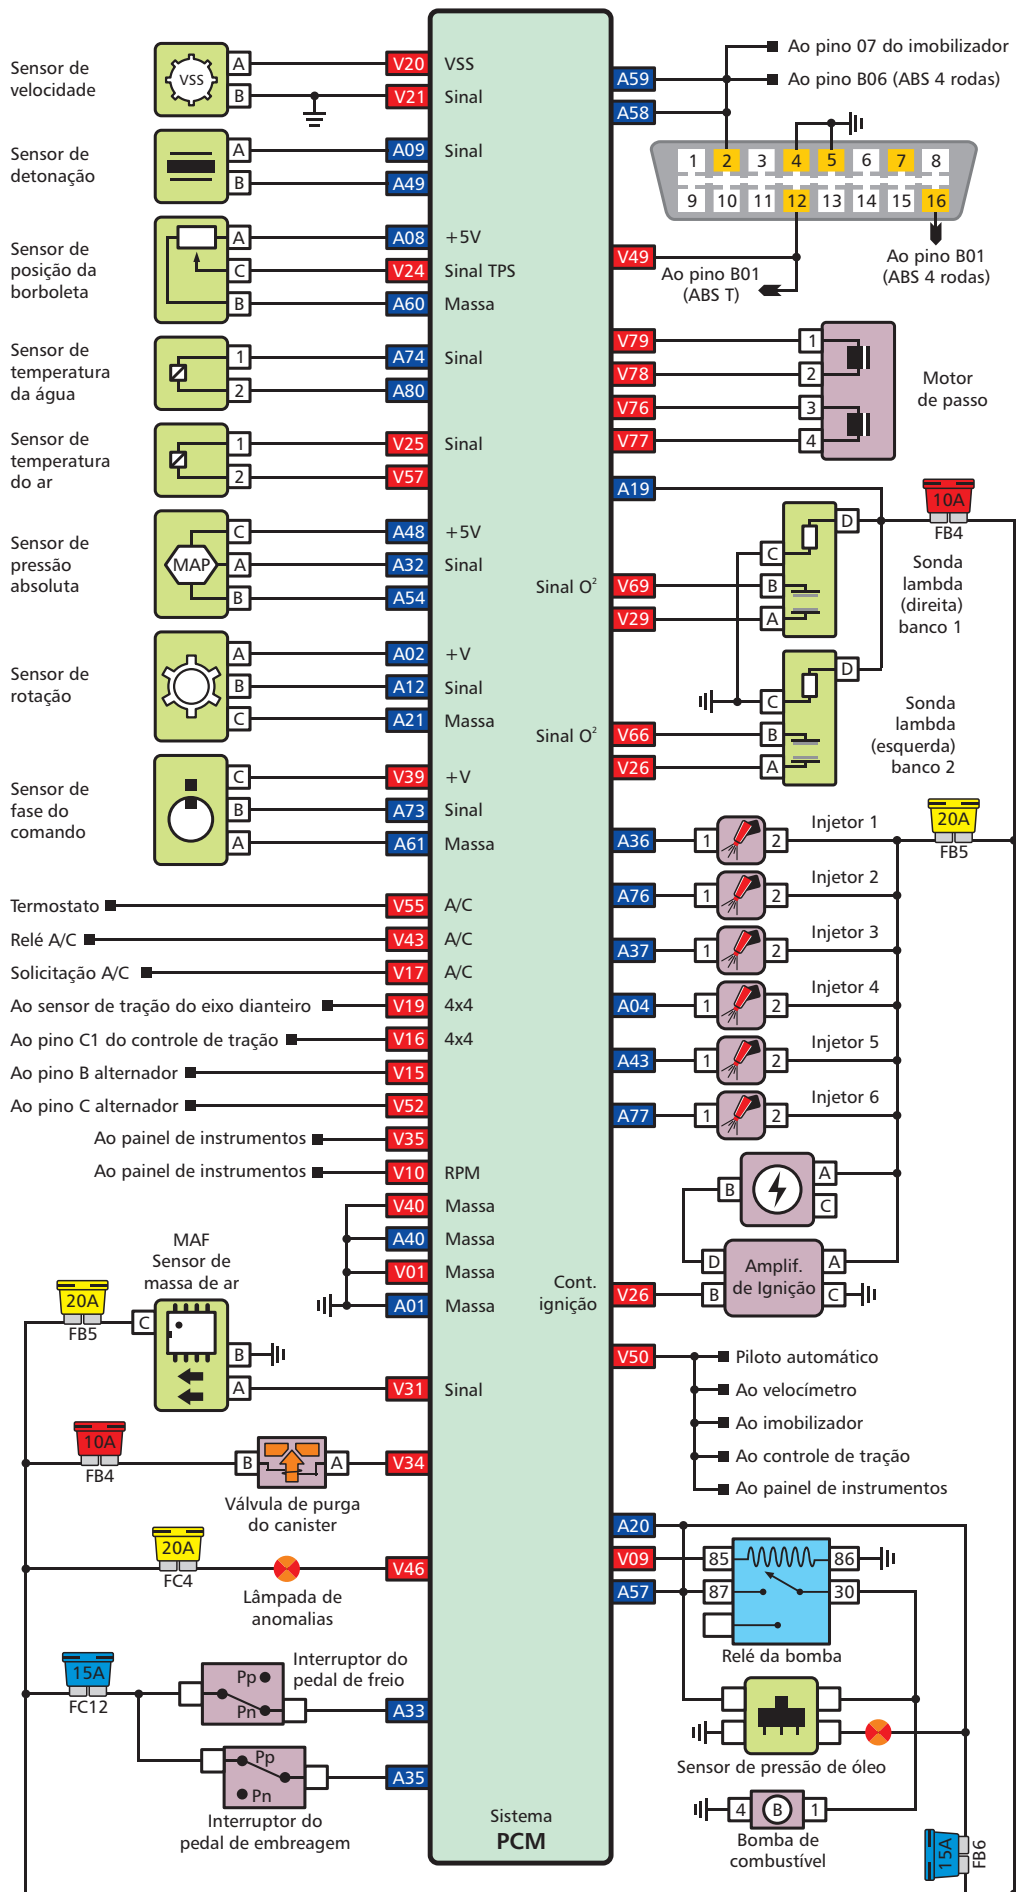 Sensor de
velocidade
VSS
A
B
V20
V21
VSS
Sinal
Sensor de
detonação
A
B
A09
A49
Sinal
Sensor de
posição da
borboleta
A
C
B
A08
V24
A60
+5V
Sinal TPS
Massa
Sensor de
temperatura
da água
1
2
A74
A80
Sinal
Sensor de
temperatura
do ar
1
2
V25
V57
Sinal
Sensor de
pressão
absoluta
MAP
C
A
B
A48
A32
A54
+5V
Sinal
Sensor de
rotação
A
B
C
A02
A12
A21
+V
Sinal
Massa
Sensor de
fase do
comando
C
B
A
V39
A73
A61
+V
Sinal
Massa
Termostato
V55
A/C
Relé A/C
V43
A/C
Solicitação A/C
V17
A/C
Ao sensor de tração do eixo dianteiro
V19
4x4
Ao pino C1 do controle de tração
V16
4x4
Ao pino B alternador
V15
Ao pino C alternador
V52
Ao painel de instrumentos
V35
Ao painel de instrumentos
V10
RPM
V40
Massa
A40
Massa
V01
Massa
A01
Massa
MAF
Sensor de
massa de ar
20A
FB5
C
B
A
V31
Sinal
10A
FB4
B
A
V34
Válvula de purga
do canister
20A
FC4
V46
Lâmpada de
anomalias
15A
FC12
Interruptor do
pedal de freio
Pp
Pn
A33
Pp
Pn
A35
Interruptor do
pedal de embreagem
Sistema
PCM
A59
A58
Ao pino 07 do imobilizador
Ao pino B06 (ABS 4 rodas)
1 2 3 4 5 6 7 8
9 10 11 12 13 14 15 16
V49
Ao pino B01
(ABS T)
Ao pino B01
(ABS 4 rodas)
V79
V78
V76
V77
1
2
3
4
Motor
de passo
A19
10A
FB4
D
C
B
A
Sinal O²
V69
V29
Sonda
lambda
(direita)
banco 1
D
C
B
A
Sinal O²
V66
V26
Sonda
lambda
(esquerda)
banco 2
20A
FB5
Injetor 1
A36
1
2
Injetor 2
A76
1
2
Injetor 3
A37
1
2
Injetor 4
A04
1
2
Injetor 5
A43
1
2
Injetor 6
A77
1
2
B
A
C
D
B
Amplif.
de Ignição
A
C
Cont.
ignição
V26
V50
Piloto automático
Ao velocímetro
Ao imobilizador
Ao controle de tração
Ao painel de instrumentos
A20
V09
A57
85
86
87
30
Relé da bomba
Sensor de pressão de óleo
4
B
1
Bomba de
combustível
15A
FB6